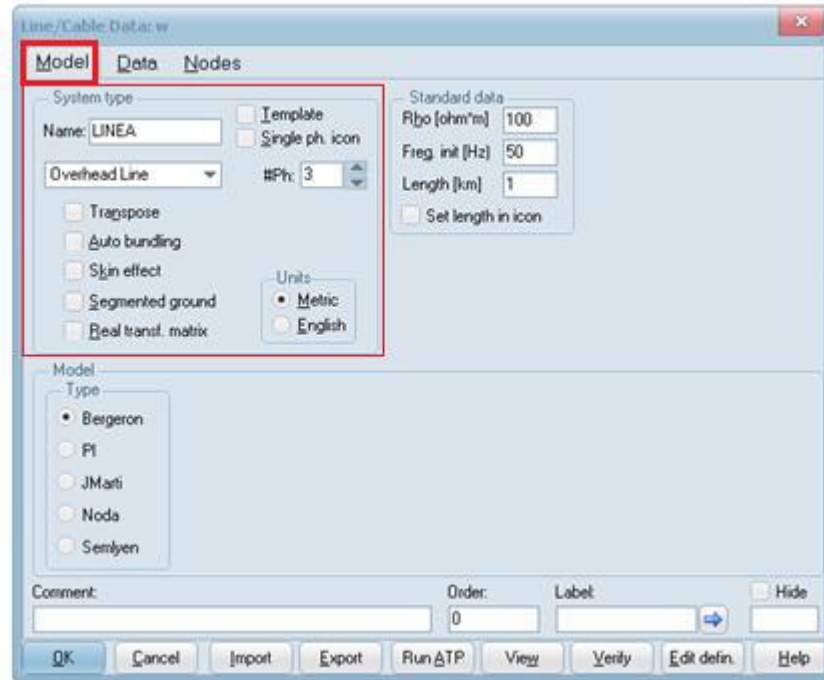 Line/Cable Data: w
Model Data Nodes
System type
Name: LINEA
Template
Single ph. icon
Overhead Line
#Ph: 3
Transpose
Auto bundling
Skin effect
Segmented ground
Real transf. matrix
Units
Metric
English
Standard data
Rho [ohm*m] 100
Freq. init [Hz] 50
Length [km] 1
Set length in icon
Model
Type
Bergeron
PI
JMarti
Noda
Semlyen
Comment:
Order: 0
Label:
Hide
OK Cancel Import Export Run ATP View Verify Edit defin. Help